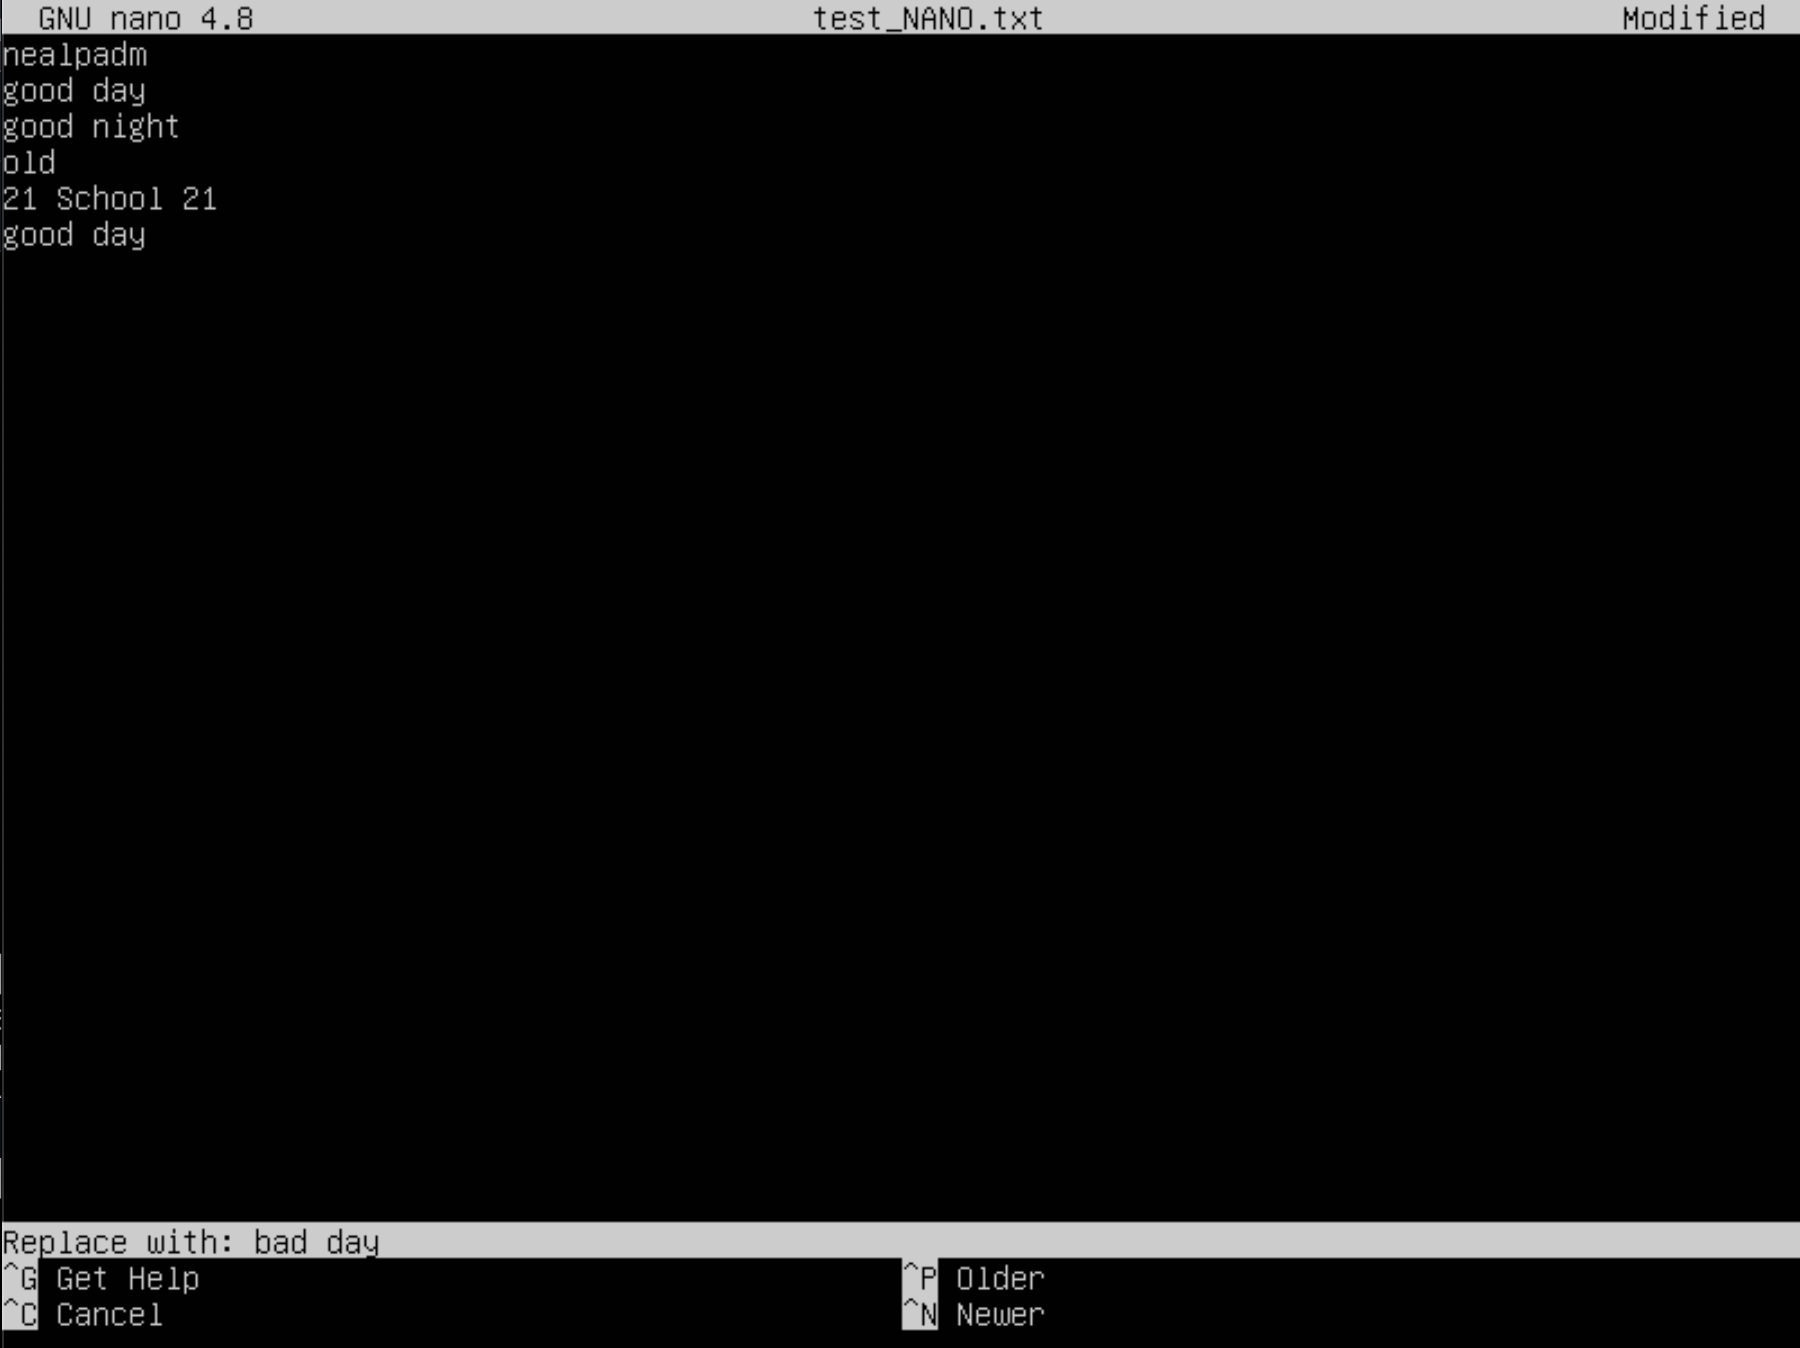 GNU nano 4.8 test_NANO.txt Modified
nealpadm
good day
good night
old
21 School 21
good day
Replace with: bad day
^G Get Help ^P Older
^C Cancel ^N Newer